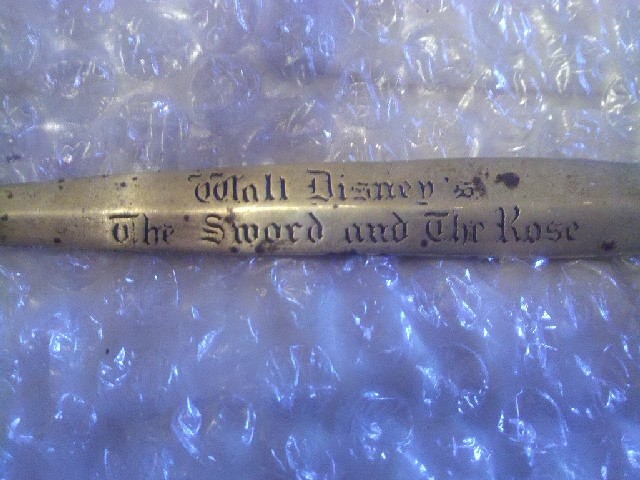 Walt Disney's
The Sword and The Rose